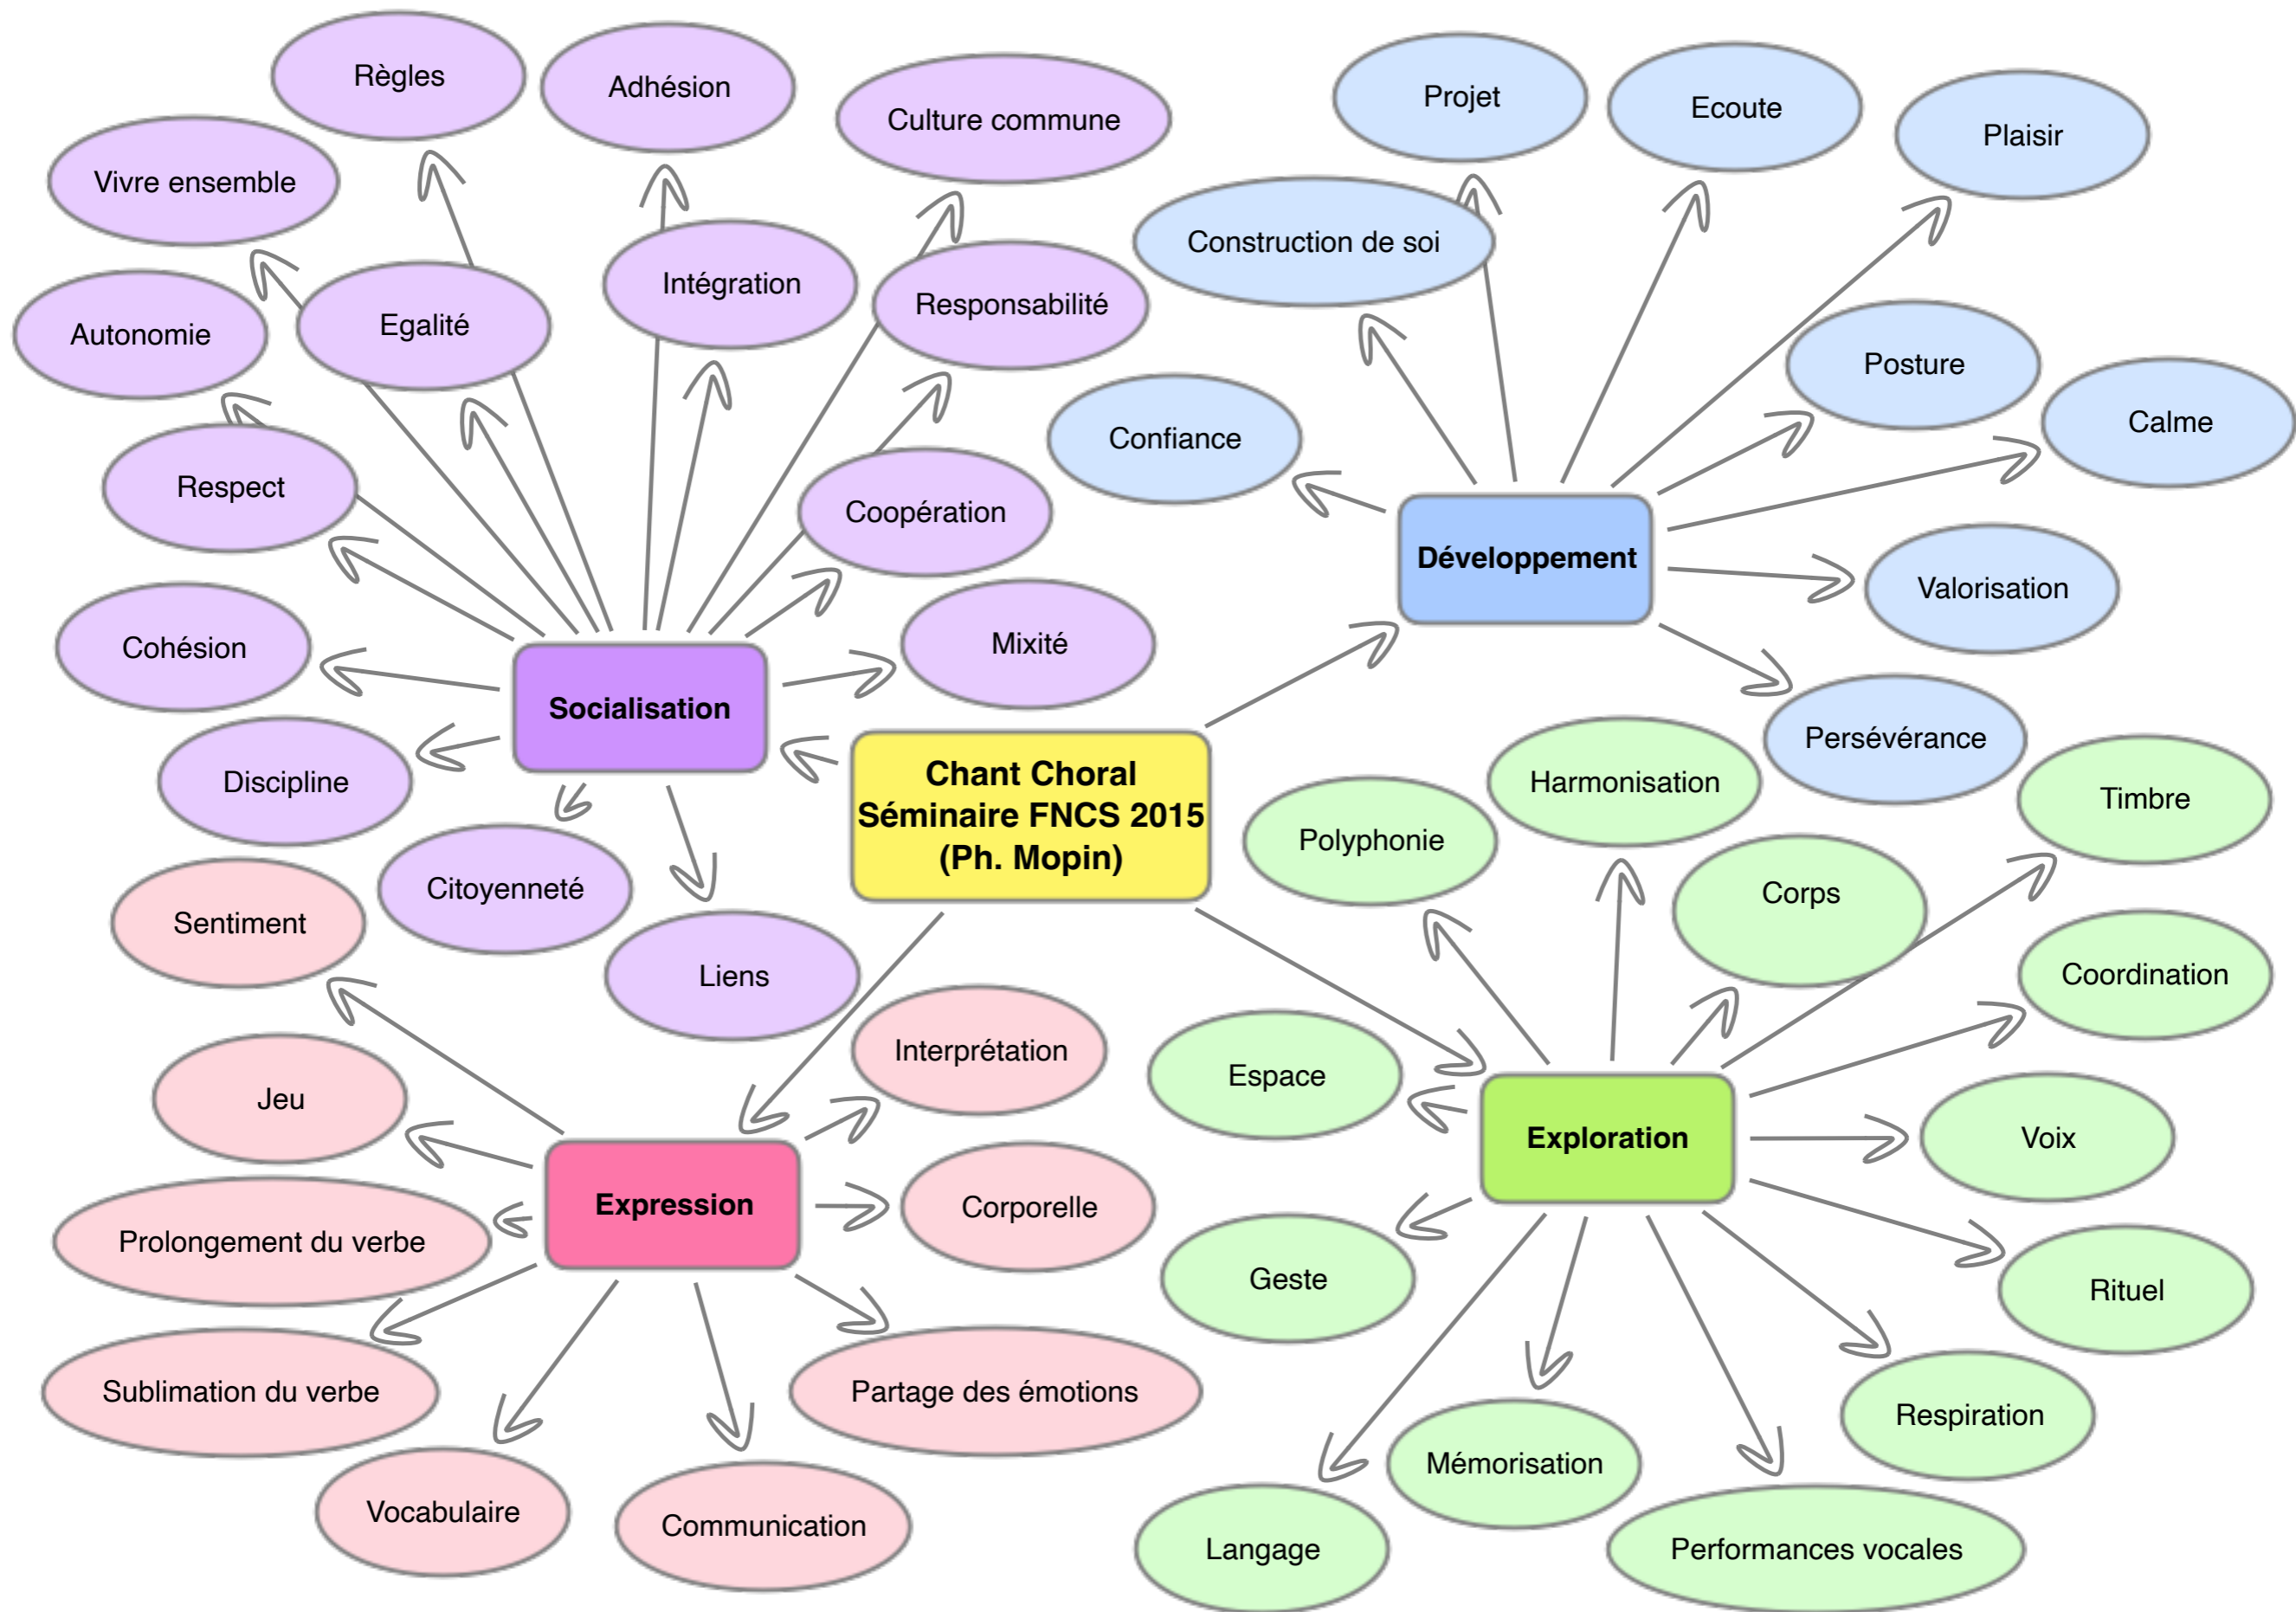 Règles
Adhésion
Culture commune
Vivre ensemble
Intégration
Responsabilité
Autonomie
Egalité
Respect
Coopération
Cohésion
Mixité
Socialisation
Discipline
Citoyenneté
Liens
Projet
Ecoute
Plaisir
Construction de soi
Posture
Calme
Confiance
Développement
Valorisation
Persévérance
Chant Choral
Séminaire FNCS 2015
(Ph. Mopin)
Sentiment
Jeu
Interprétation
Expression
Corporelle
Prolongement du verbe
Sublimation du verbe
Partage des émotions
Vocabulaire
Communication
Harmonisation
Timbre
Polyphonie
Corps
Coordination
Espace
Exploration
Voix
Geste
Rituel
Respiration
Mémorisation
Langage
Performances vocales